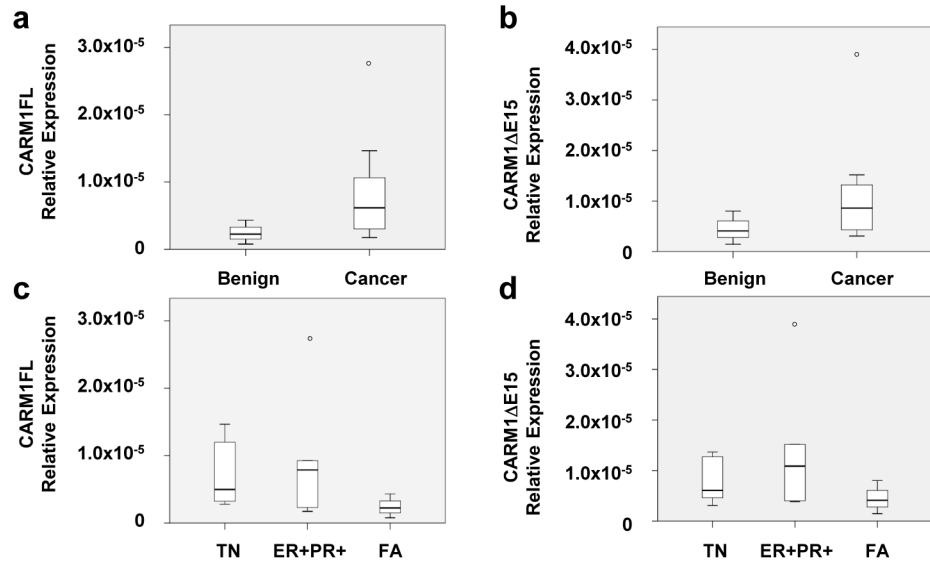 a
CARM1FL
Relative Expression
3.0x10⁻⁵
2.0x10⁻⁵
1.0x10⁻⁵
0
Benign Cancer
b
CARM1ΔE15
Relative Expression
4.0x10⁻⁵
3.0x10⁻⁵
2.0x10⁻⁵
1.0x10⁻⁵
0
Benign Cancer
c
CARM1FL
Relative Expression
3.0x10⁻⁵
2.0x10⁻⁵
1.0x10⁻⁵
0
TN ER+PR+ FA
d
CARM1ΔE15
Relative Expression
4.0x10⁻⁵
3.0x10⁻⁵
2.0x10⁻⁵
1.0x10⁻⁵
0
TN ER+PR+ FA